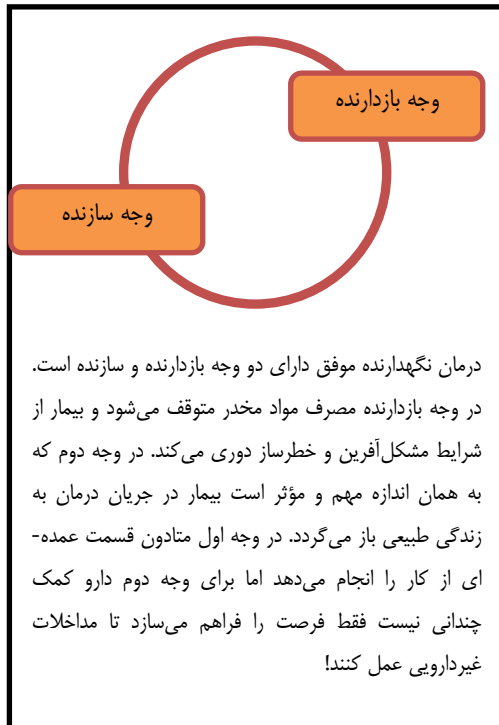 وجه بازدارنده
وجه سازنده
درمان نگهدارنده موفق دارای دو وجه بازدارنده و سازنده است.
در وجه بازدارنده مصرف مواد مخدر متوقف می‌شود و بیمار از
شرایط مشکل‌آفرین و خطرساز دوری می‌کند. در وجه دوم که
به همان اندازه مهم و مؤثر است بیمار در جریان درمان به
زندگی طبیعی باز می‌گردد. در وجه اول متادون قسمت عمده-
ای از کار را انجام می‌دهد اما برای وجه دوم دارو کمک
چندانی نیست فقط فرصت را فراهم می‌سازد تا مداخلات
غیردارویی عمل کنند!